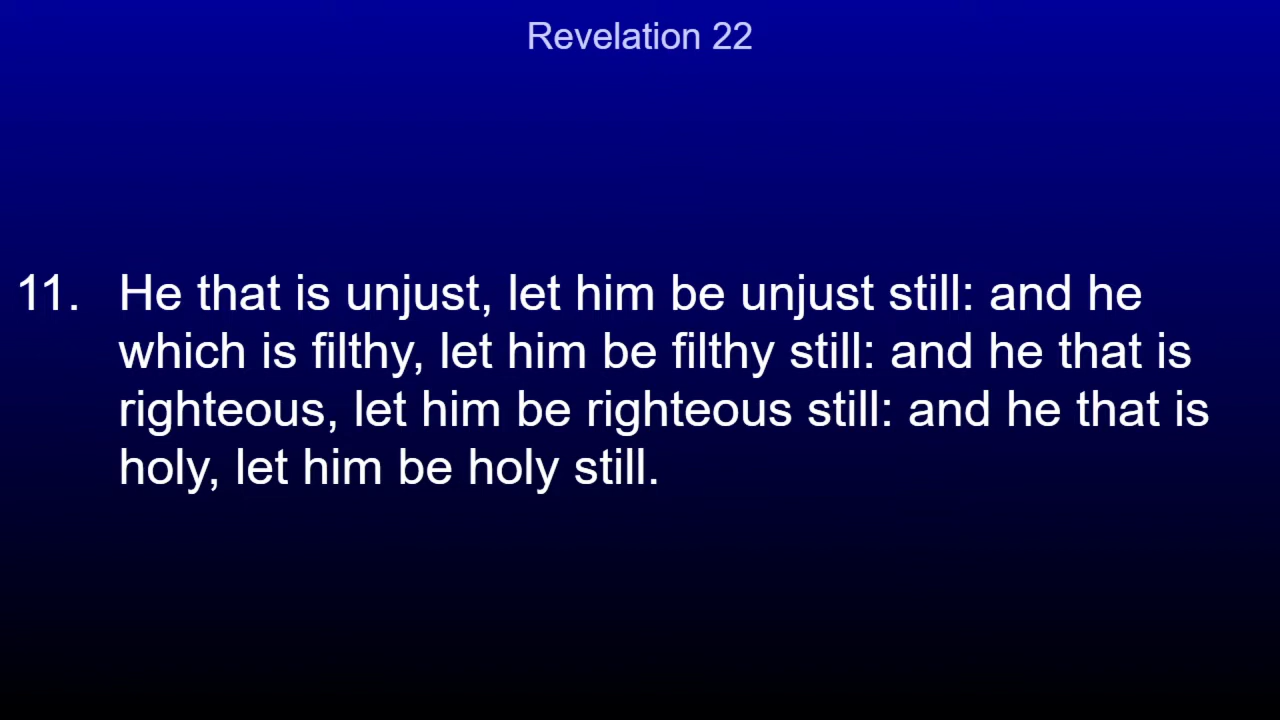 Revelation 22
11. He that is unjust, let him be unjust still: and he
which is filthy, let him be filthy still: and he that is
righteous, let him be righteous still: and he that is
holy, let him be holy still.